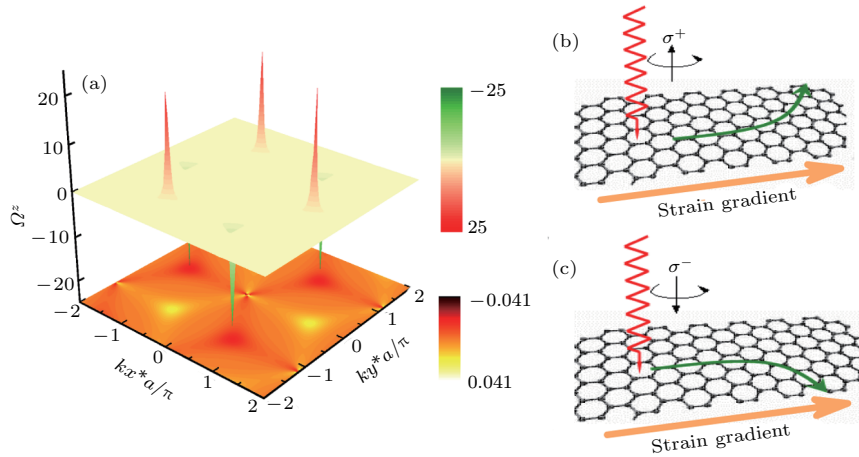 (a)
20
10
0
−10
−20
Ω^z
−2
−1
0
1
2
kx*a/π
−2
−1
0
1
2
ky*a/π
−25
25
−0.041
0.041
(b)
σ⁺
Strain gradient
(c)
σ⁻
Strain gradient